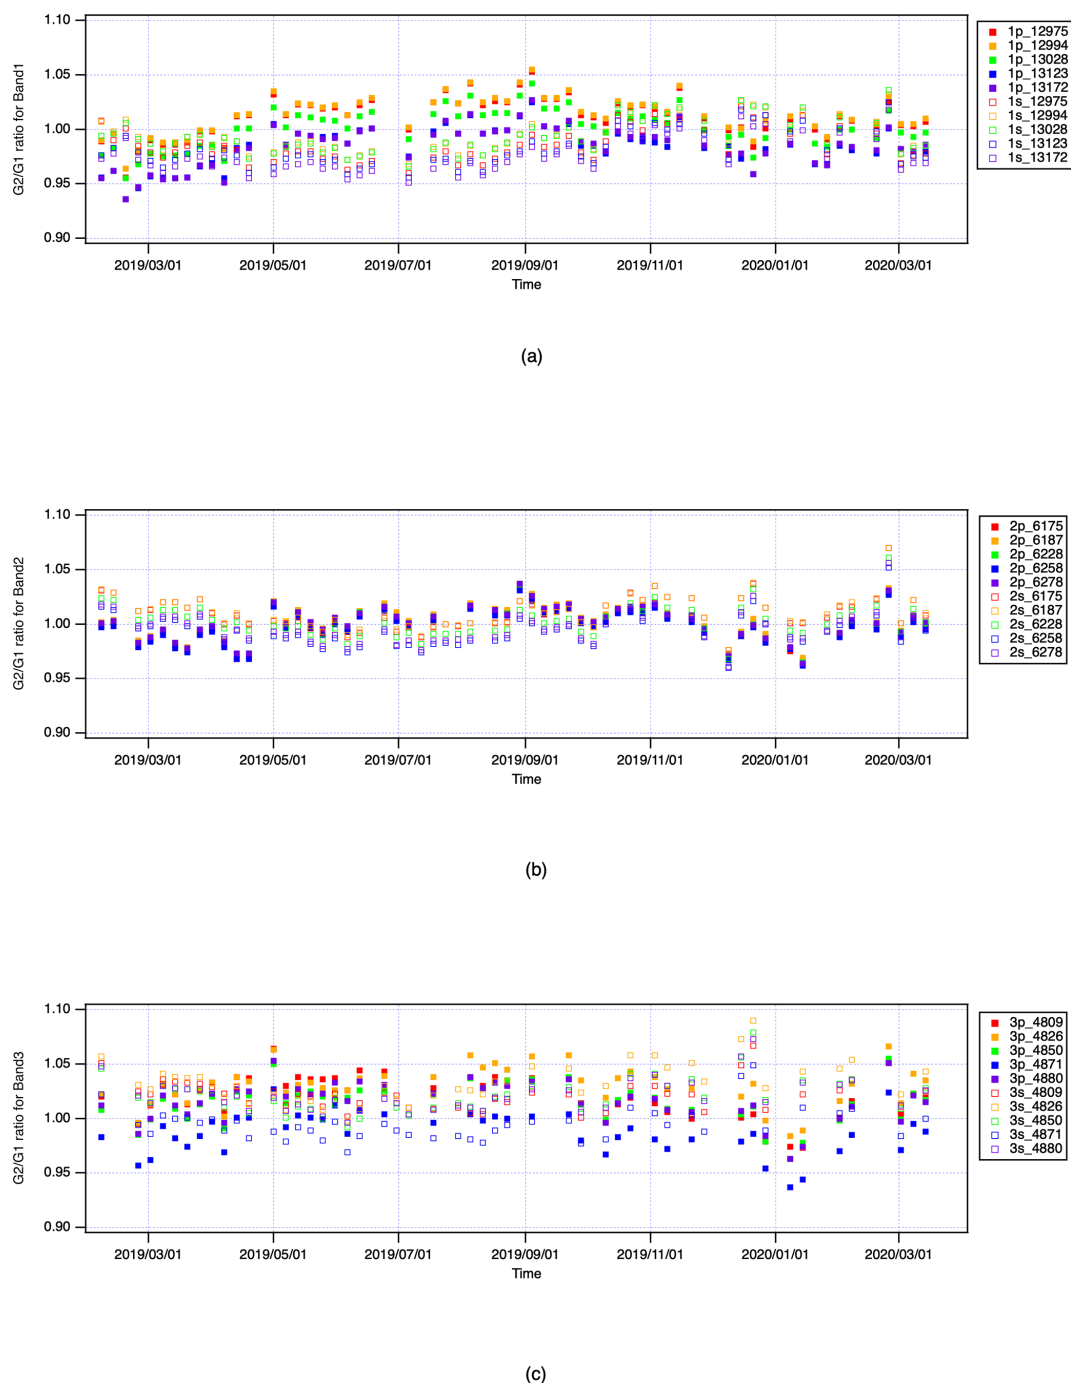 1.10
1.05
1.00
0.95
0.90
G2/G1 ratio for Band1
2019/03/01 2019/05/01 2019/07/01 2019/09/01 2019/11/01 2020/01/01 2020/03/01
Time
1p_12975
1p_12994
1p_13028
1p_13123
1p_13172
1s_12975
1s_12994
1s_13028
1s_13123
1s_13172
(a)
1.10
1.05
1.00
0.95
0.90
G2/G1 ratio for Band2
2019/03/01 2019/05/01 2019/07/01 2019/09/01 2019/11/01 2020/01/01 2020/03/01
Time
2p_6175
2p_6187
2p_6228
2p_6258
2p_6278
2s_6175
2s_6187
2s_6228
2s_6258
2s_6278
(b)
1.10
1.05
1.00
0.95
0.90
G2/G1 ratio for Band3
2019/03/01 2019/05/01 2019/07/01 2019/09/01 2019/11/01 2020/01/01 2020/03/01
Time
3p_4809
3p_4826
3p_4850
3p_4871
3p_4880
3s_4809
3s_4826
3s_4850
3s_4871
3s_4880
(c)